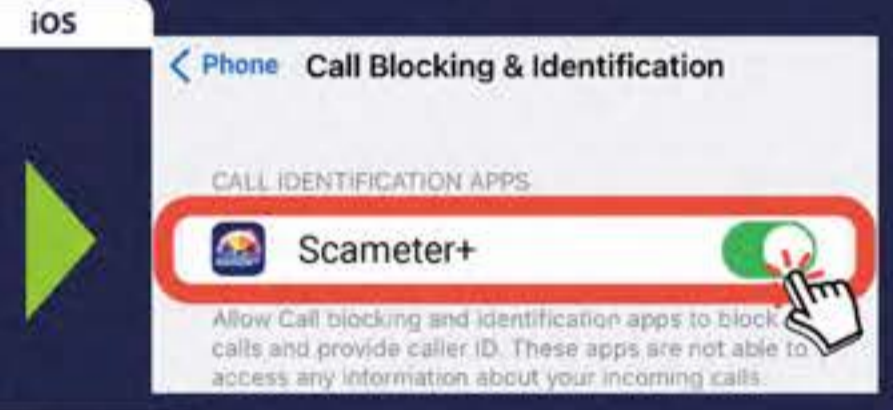 iOS
Phone Call Blocking & Identification
CALL IDENTIFICATION APPS
Scameter+
Allow Call blocking and identification apps to block
calls and provide caller ID. These apps are not able to
access any information about your incoming calls.